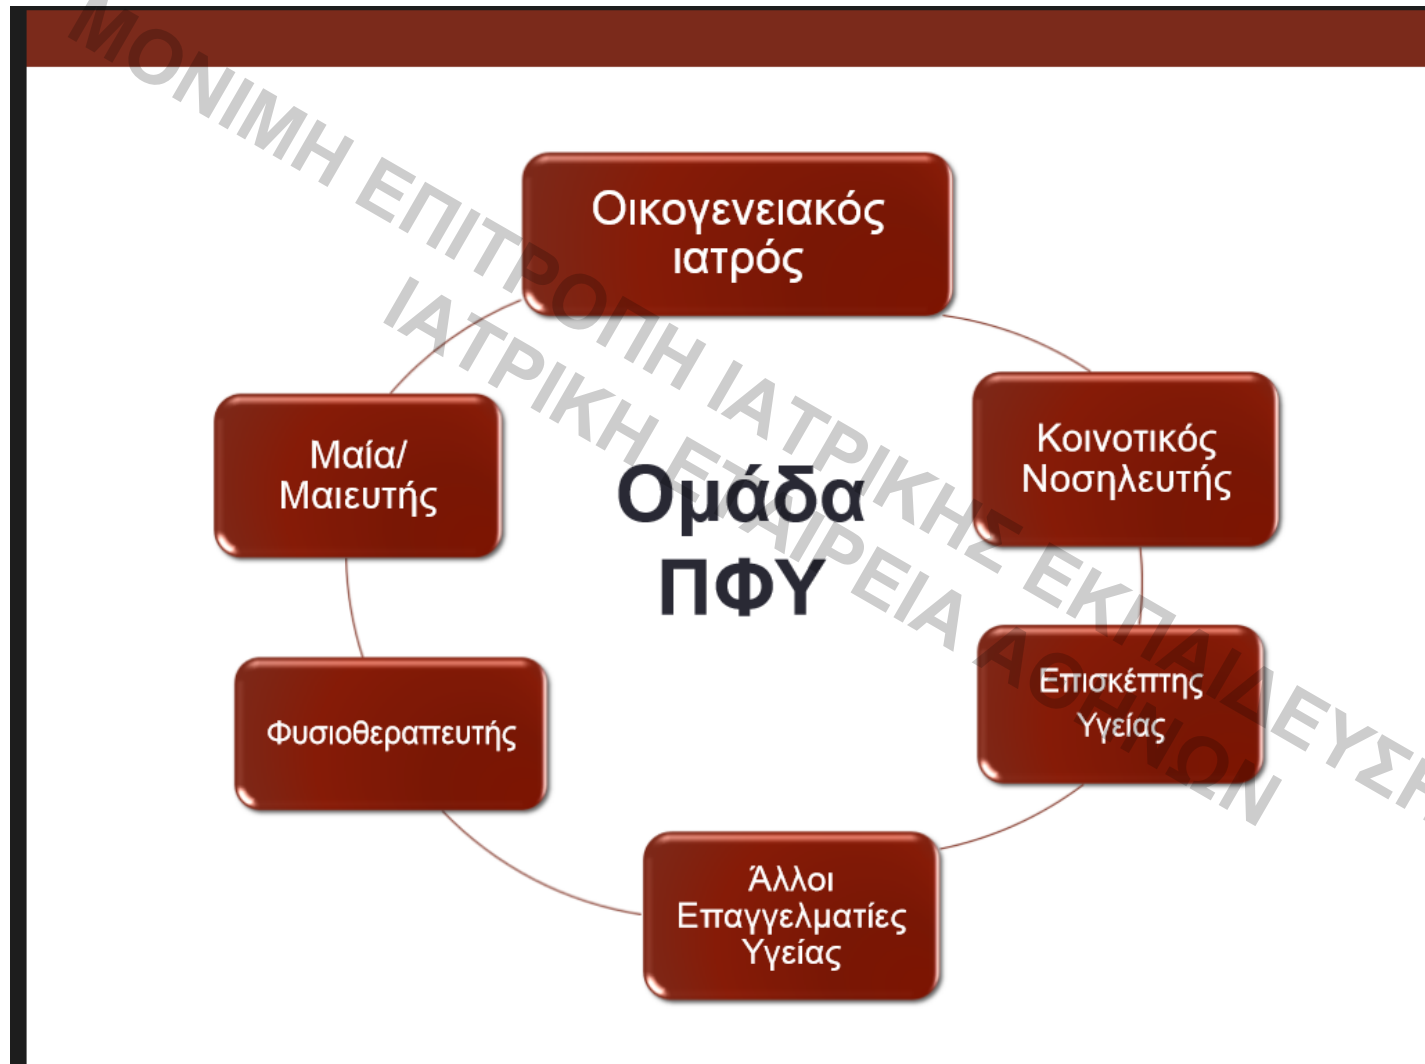 ΜΟΝΙΜΗ ΕΠΙΤΡΟΠΗ ΙΑΤΡΙΚΗΣ ΕΚΠΑΙΔΕΥΣΗ
ΙΑΤΡΙΚΗ ΕΤΑΙΡΕΙΑ ΑΘΗΝΩΝ
Οικογενειακός
ιατρός
Κοινοτικός
Νοσηλευτής
Επισκέπτης
Υγείας
Άλλοι
Επαγγελματίες
Υγείας
Φυσιοθεραπευτής
Μαία/
Μαιευτής
Ομάδα
ΠΦΥ